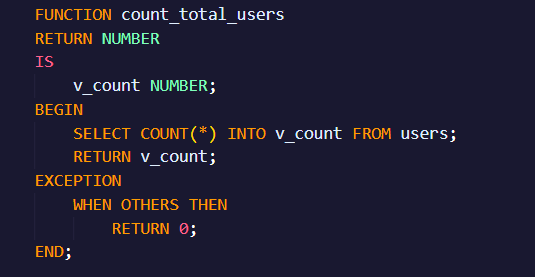 FUNCTION count_total_users
RETURN NUMBER
IS
    v_count NUMBER;
BEGIN
    SELECT COUNT(*) INTO v_count FROM users;
    RETURN v_count;
EXCEPTION
    WHEN OTHERS THEN
        RETURN 0;
END;